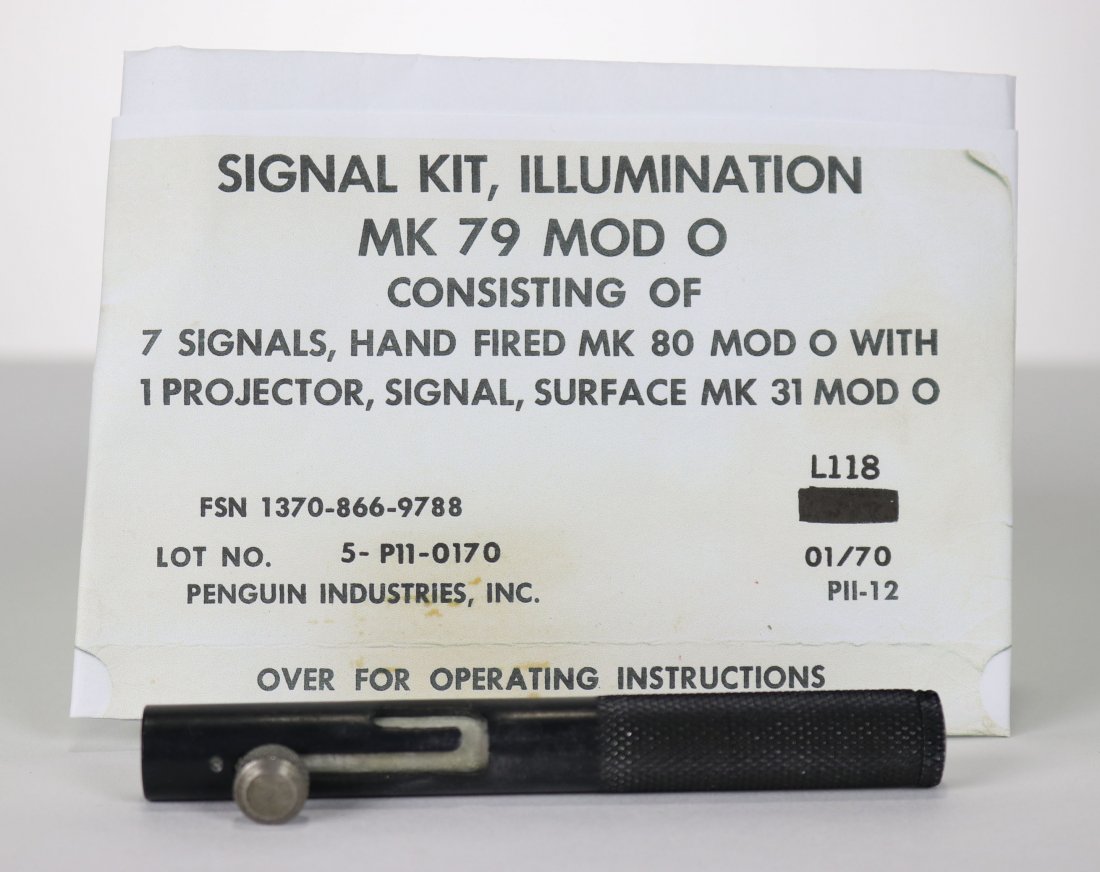 SIGNAL KIT, ILLUMINATION
MK 79 MOD O
CONSISTING OF
7 SIGNALS, HAND FIRED MK 80 MOD O WITH
1 PROJECTOR, SIGNAL, SURFACE MK 31 MOD O
L118
FSN 1370-866-9788
LOT NO. 5- P11-0170 01/70
PENGUIN INDUSTRIES, INC. PII-12
OVER FOR OPERATING INSTRUCTIONS